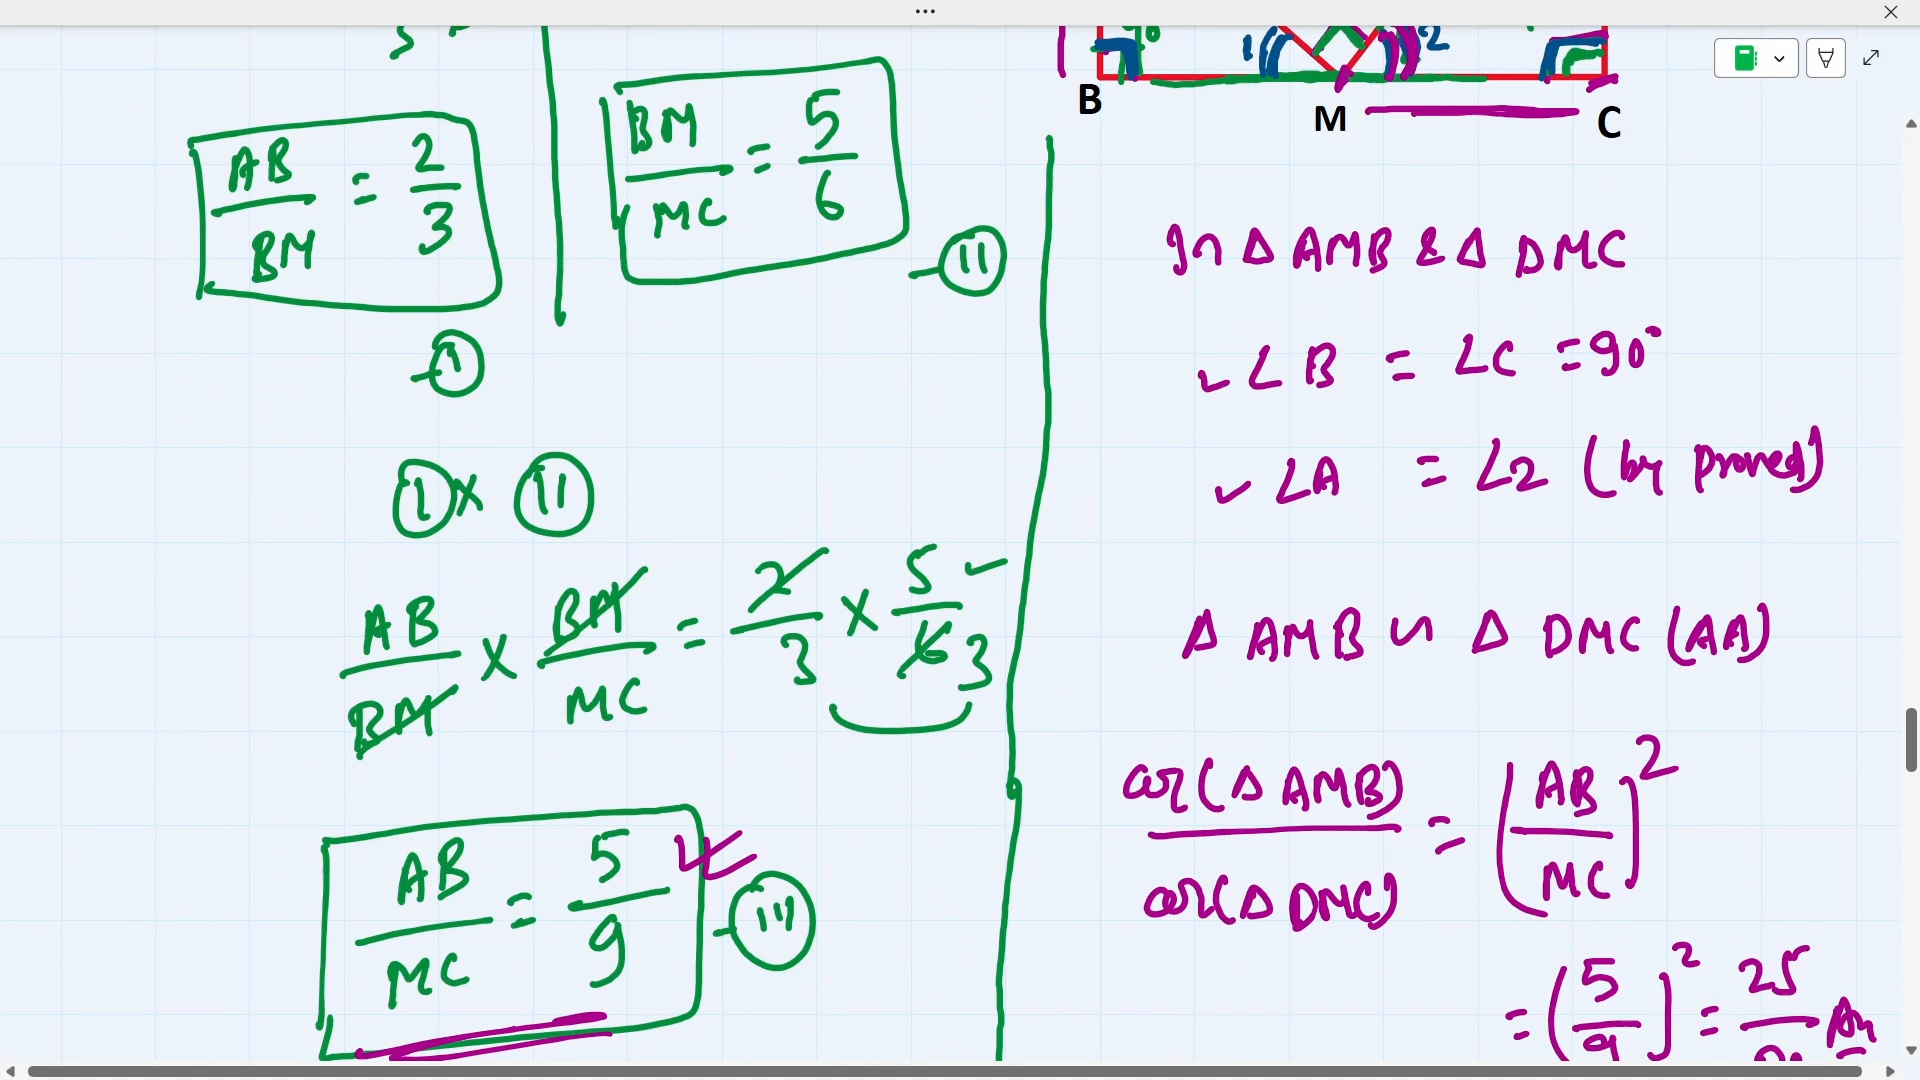 B M C
AB/BM = 2/3 - I
BM/MC = 5/6 - II
I × II
AB/BM × BM/MC = 2/3 × 5/6 3
AB/MC = 5/9 - III
In Δ AMB & Δ DMC
∠B = ∠C = 90°
∠A = ∠2 (by proved)
Δ AMB ∽ Δ DMC (AA)
ar(Δ AMB)/ar(Δ DMC) = (AB/MC)²
= (5/9)² = 25